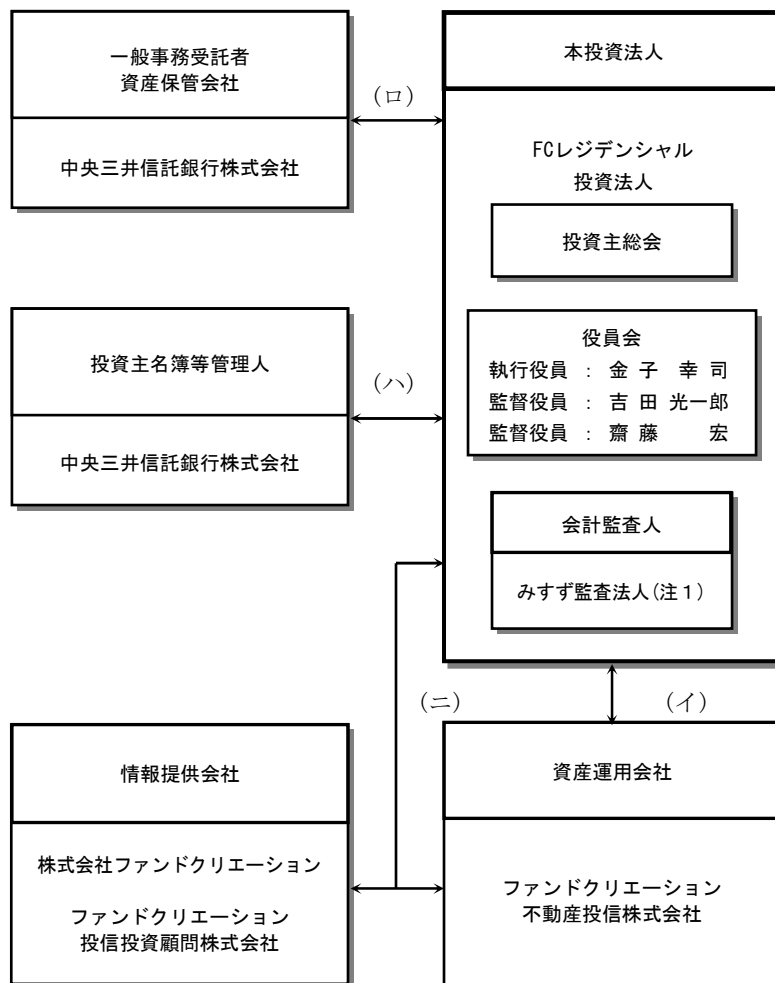 一般事務受託者
資産保管会社
中央三井信託銀行株式会社
(ロ)
本投資法人
FCレジデンシャル
投資法人
投資主総会
役員会
執行役員 : 金子 幸司
監督役員 : 吉田 光一郎
監督役員 : 齋藤 宏
会計監査人
みすず監査法人(注1)
投資主名簿等管理人
中央三井信託銀行株式会社
(ハ)
(ニ)
(イ)
情報提供会社
株式会社ファンドクリエーション
ファンドクリエーション
投信投資顧問株式会社
資産運用会社
ファンドクリエーション
不動産投信株式会社